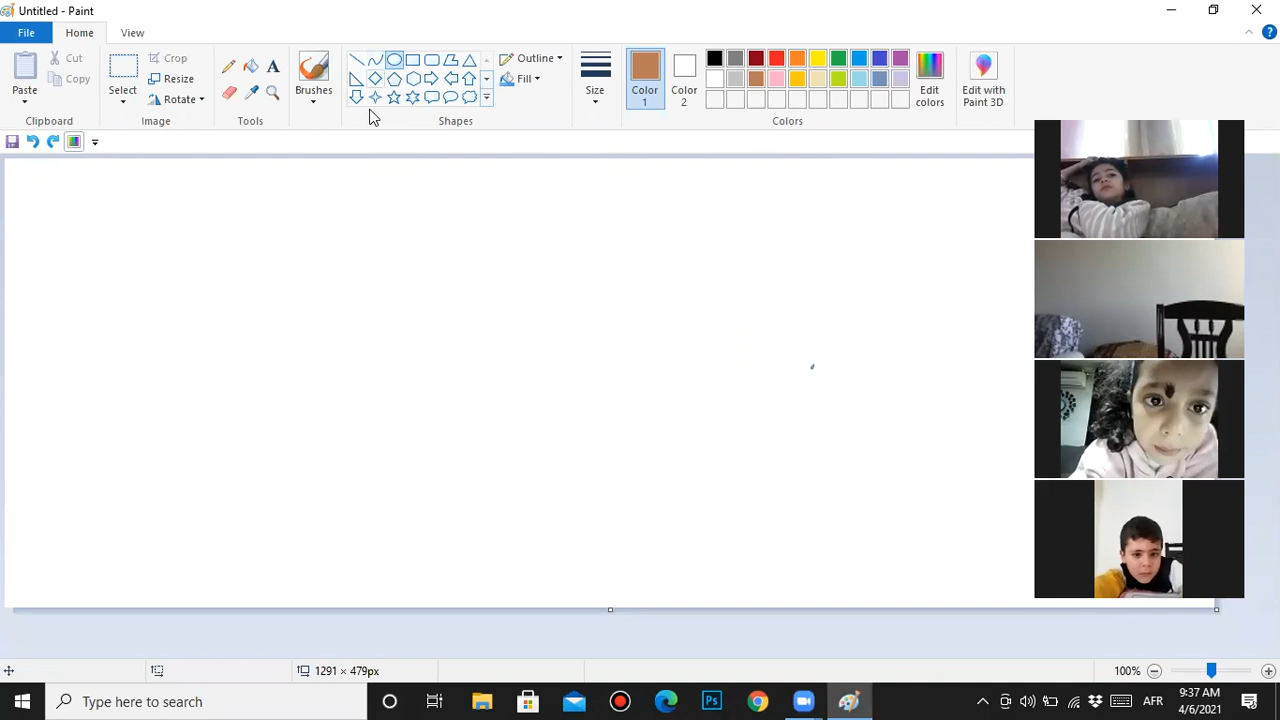 Untitled - Paint
File
Home
View
Paste
Cut
Copy
Clipboard
Select
Crop
Resize
Rotate
Image
Tools
Brushes
Shapes
Outline
Fill
Size
Color 1
Color 2
Colors
Edit colors
Edit with Paint 3D
1291 × 479px
100%
Type here to search
Ps
AFR
9:37 AM
4/6/2021